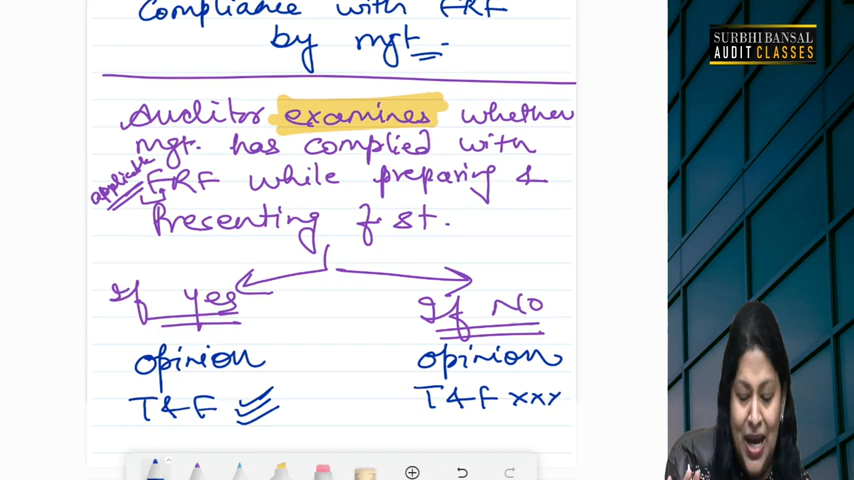 Compliance with FRF
by mgt.
SURBHI BANSAL
AUDIT CLASSES
Auditor examines whether
mgt. has complied with
applicable FRF while preparing &
Presenting f. st.
If yes
If No
opinion
opinion
T & F
T & F xxx